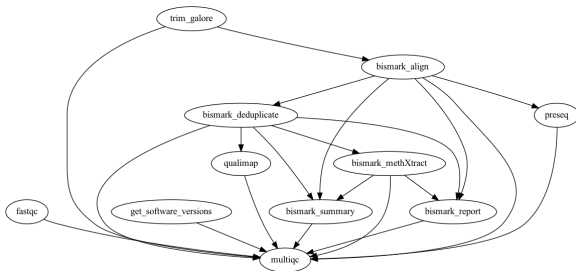 trim_galore
bismark_align
bismark_deduplicate
preseq
qualimap
bismark_methXtract
fastqc
get_software_versions
bismark_summary
bismark_report
multiqc